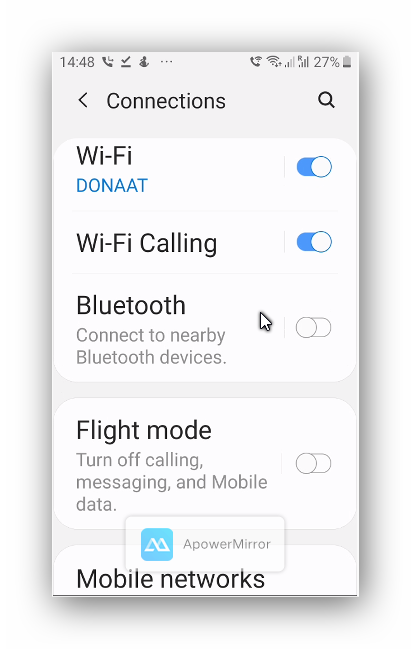 14:48 ... 27%
Connections
Wi-Fi
DONAAT
Wi-Fi Calling
Bluetooth
Connect to nearby
Bluetooth devices.
Flight mode
Turn off calling,
messaging, and Mobile
data.
ApowerMirror
Mobile networks